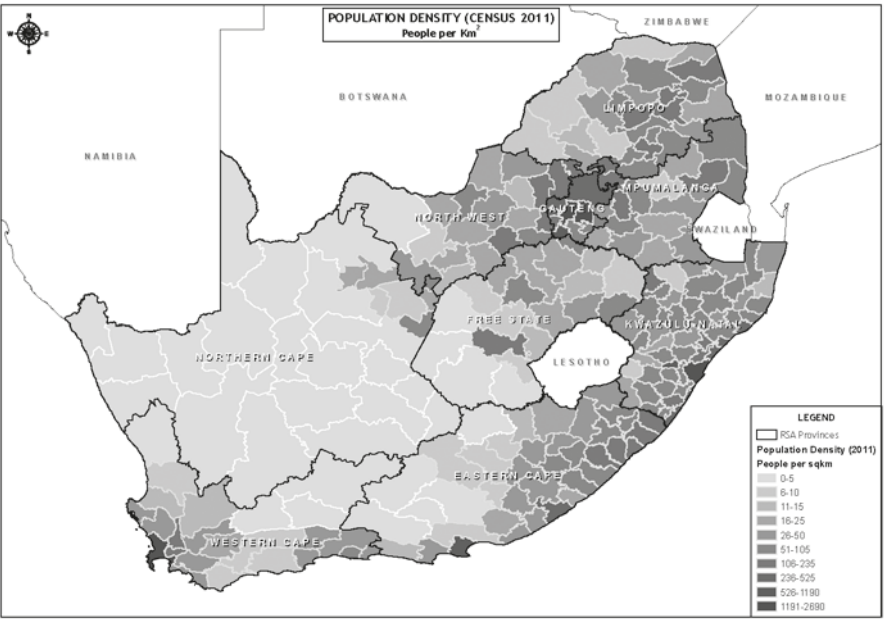 POPULATION DENSITY (CENSUS 2011)
People per Km2
N
W
E
S
ZIMBABWE
BOTSWANA
MOZAMBIQUE
NAMIBIA
LIMPOPO
MPUMALANGA
NORTH WEST
GAUTENG
WAZILAND
FREE STATE
KWAZULU-NATAL
NORTHERN CAPE
LESOTHO
EASTERN CAPE
WESTERN CAPE
LEGEND
RSA Provinces
Population Density (2011)
People per sqkm
0-5
6-10
11-15
16-25
26-50
51-105
106-235
236-525
526-1190
1191-2690